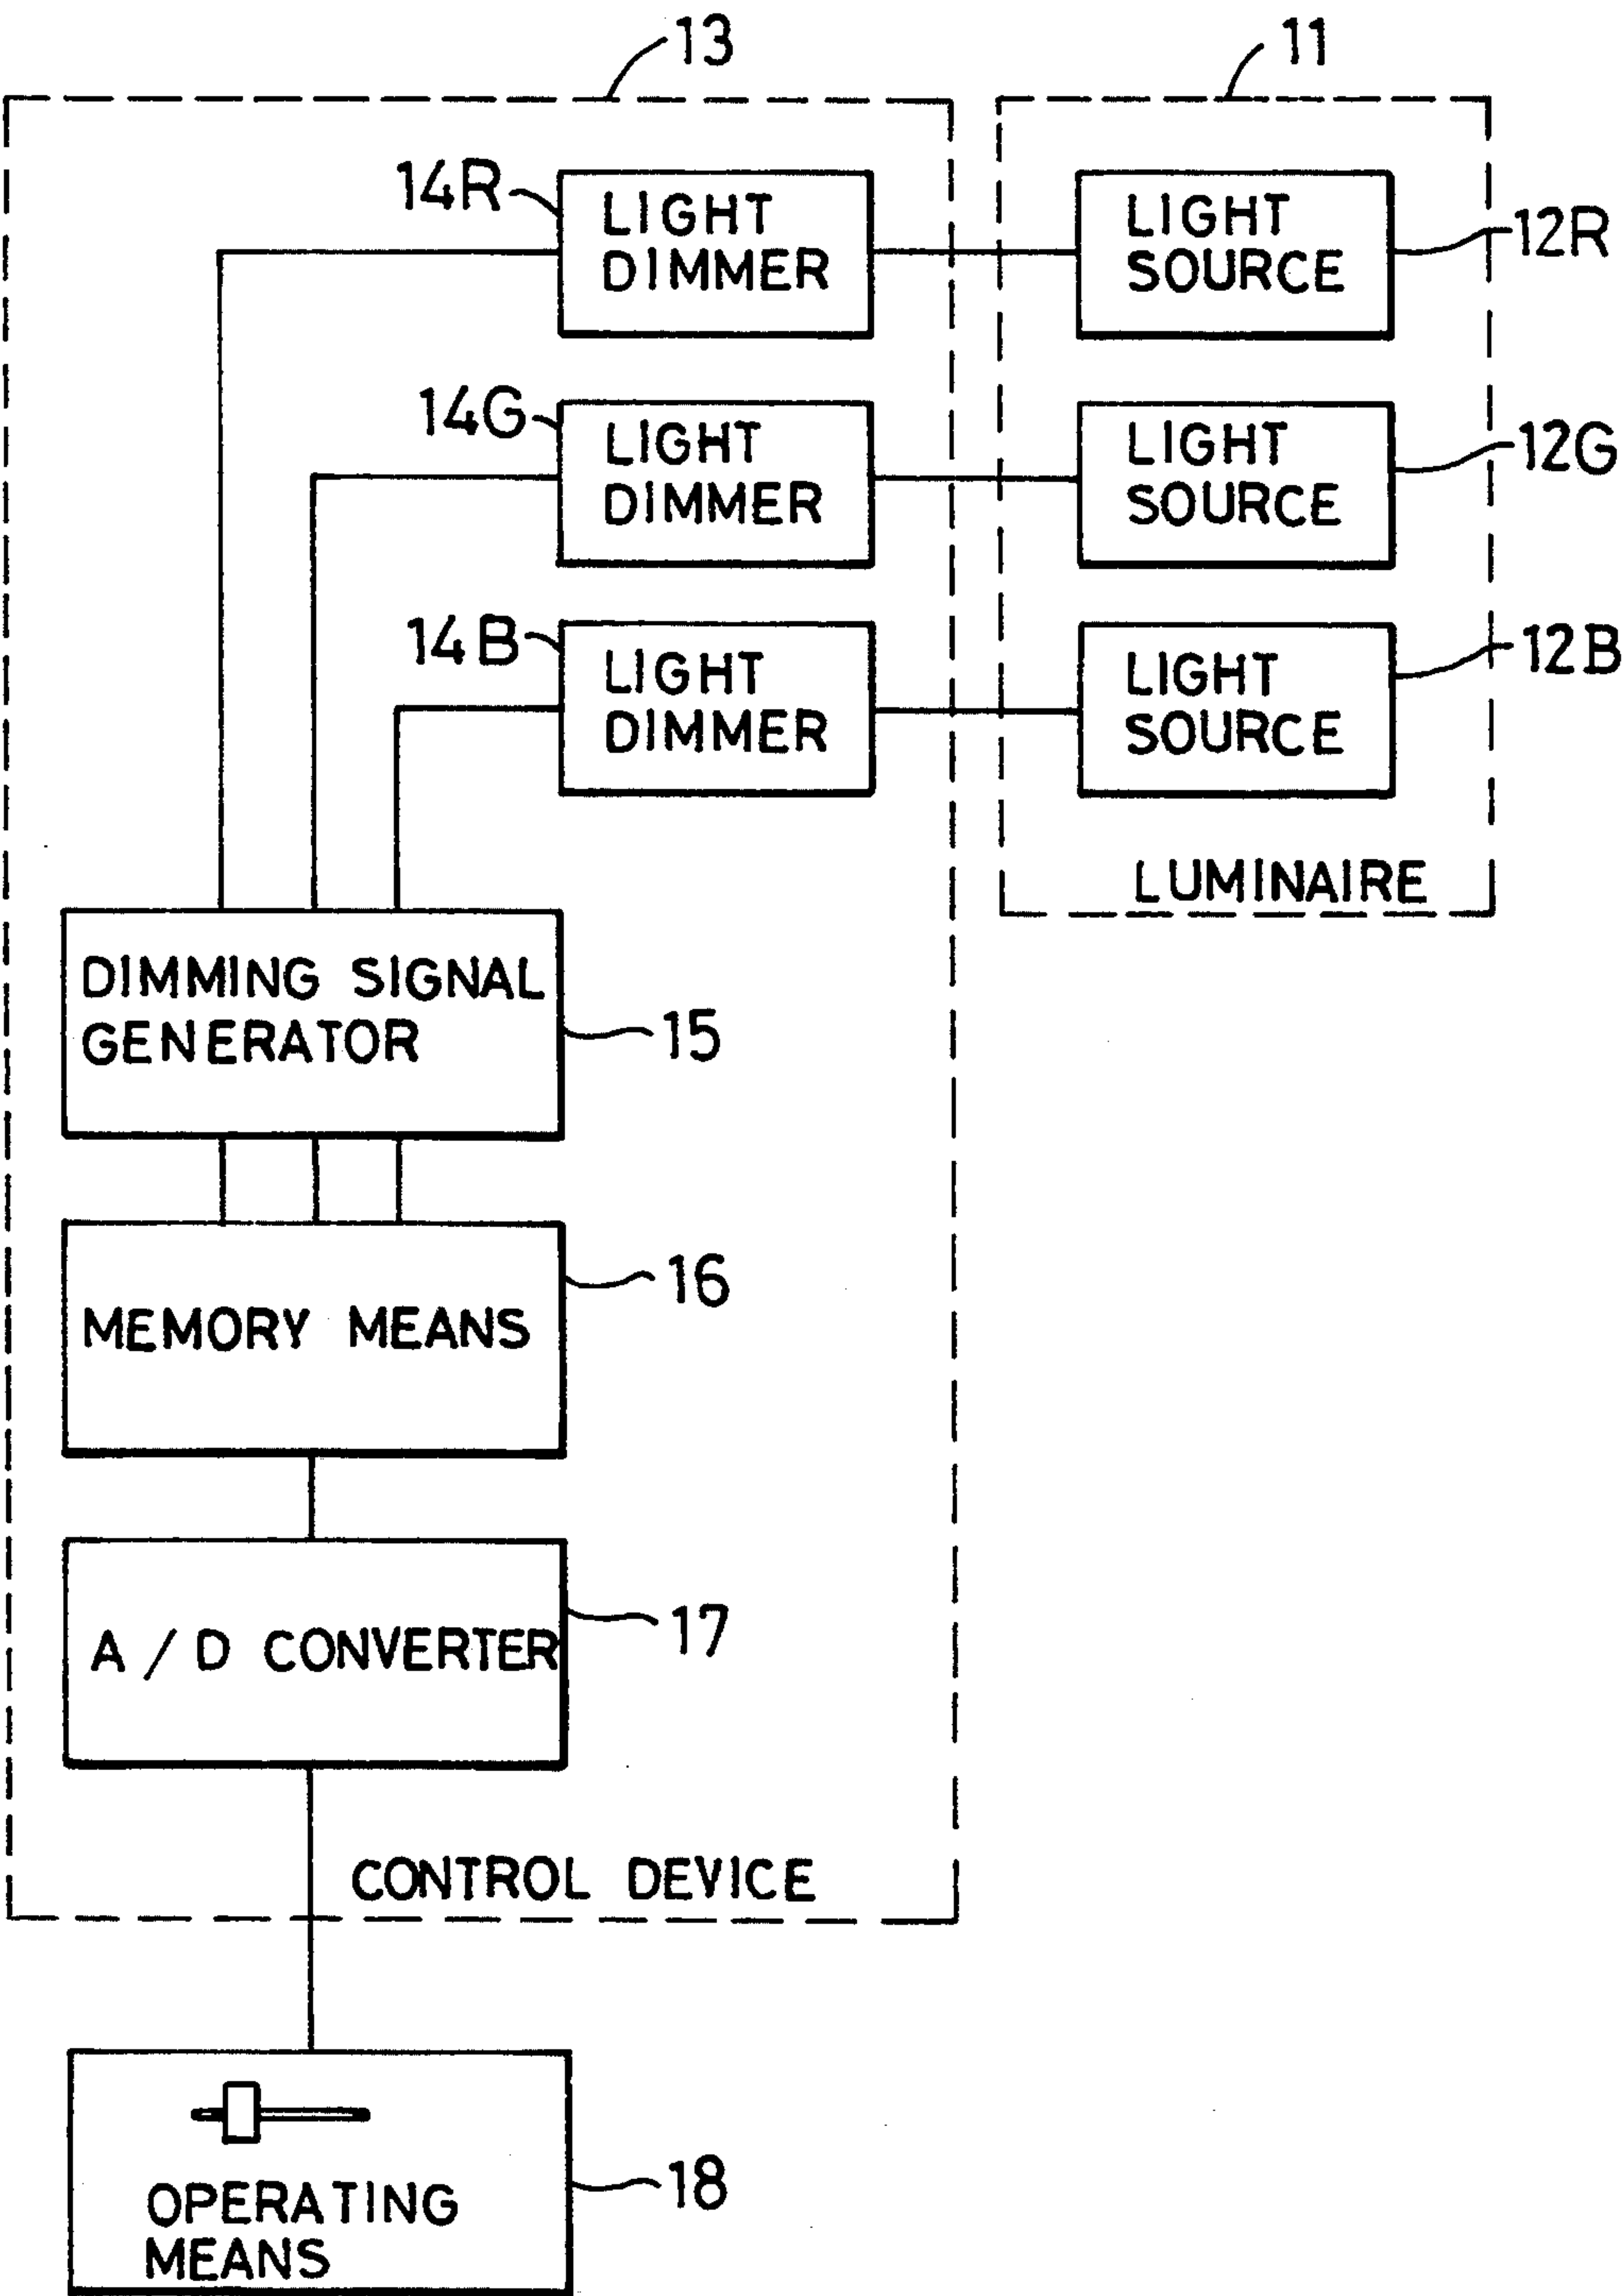 13
11
14R
LIGHT
DIMMER
LIGHT
SOURCE
12R
14G
LIGHT
DIMMER
LIGHT
SOURCE
12G
14B
LIGHT
DIMMER
LIGHT
SOURCE
12B
LUMINAIRE
DIMMING SIGNAL
GENERATOR
15
MEMORY MEANS
16
A/D CONVERTER
17
CONTROL DEVICE
OPERATING
MEANS
18